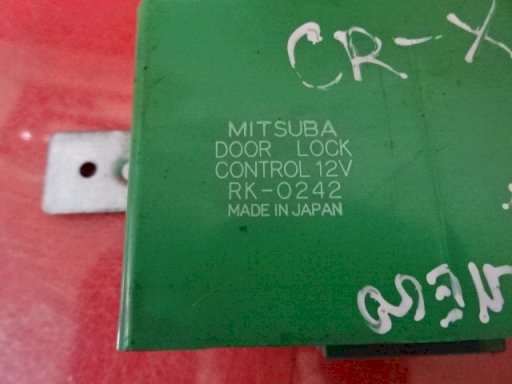 CR-X
MITSUBA
DOOR LOCK
CONTROL 12V
RK-0242
MADE IN JAPAN